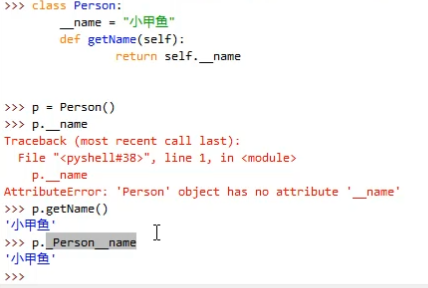 >>> class Person:
        __name = "小甲鱼"
        def getName(self):
                return self.__name

>>> p = Person()
>>> p.__name
Traceback (most recent call last):
  File "<pyshell#38>", line 1, in <module>
    p.__name
AttributeError: 'Person' object has no attribute '__name'
>>> p.getName()
'小甲鱼'
>>> p._Person__name
'小甲鱼'
>>>